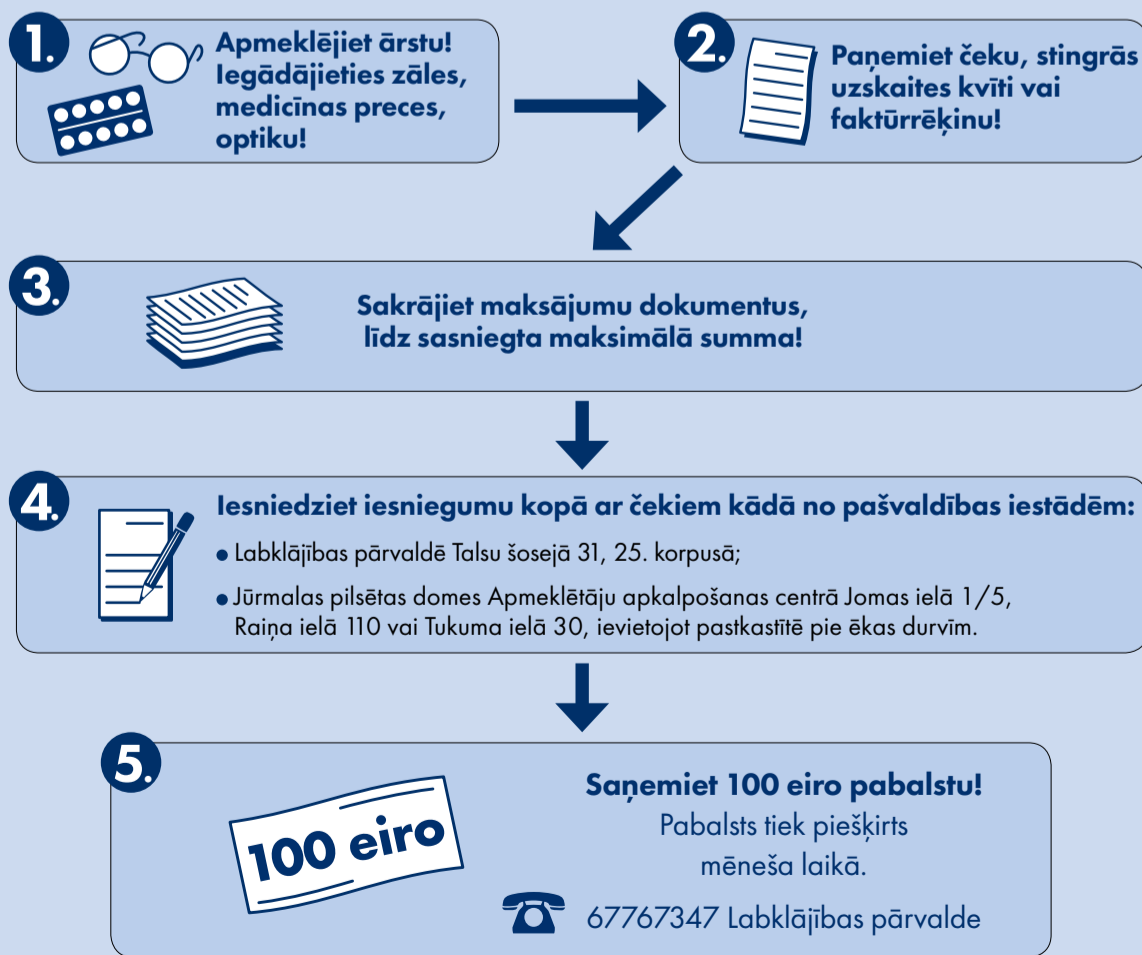 1.
Apmeklējiet ārstu!
Iegādājieties zāles,
medicīnas preces,
optiku!
2.
Paņemiet čeku, stingrās
uzskaites kvīti vai
faktūrrēķinu!
3.
Sakrājiet maksājumu dokumentus,
līdz sasniegta maksimālā summa!
4.
Iesniedziet iesniegumu kopā ar čekiem kādā no pašvaldības iestādēm:
• Labklājības pārvaldē Talsu šosejā 31, 25. korpusā;
• Jūrmalas pilsētas domes Apmeklētāju apkalpošanas centrā Jomas ielā 1/5,
Raiņa ielā 110 vai Tukuma ielā 30, ievietojot pastkastītē pie ēkas durvīm.
5.
100 eiro
Saņemiet 100 eiro pabalstu!
Pabalsts tiek piešķirts
mēneša laikā.
67767347 Labklājības pārvalde